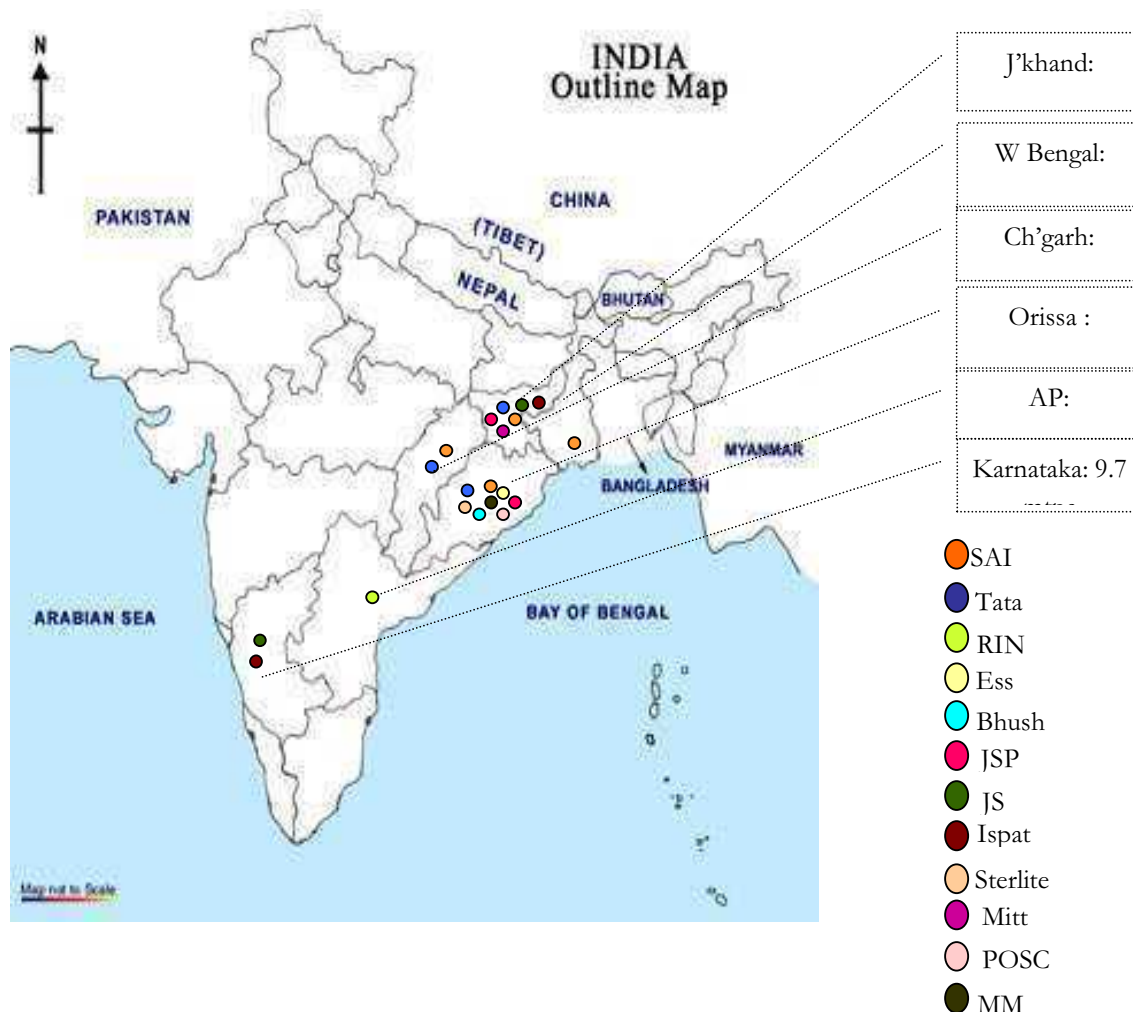 N
INDIA
Outline Map
PAKISTAN
CHINA
(TIBET)
NEPAL
BHUTAN
MYANMAR
BANGLADESH
ARABIAN SEA
BAY OF BENGAL
Map not to Scale
J’khand:
W Bengal:
Ch’garh:
Orissa :
AP:
Karnataka: 9.7
SAI
Tata
RIN
Ess
Bhush
JSP
JS
Ispat
Sterlite
Mitt
POSC
MM